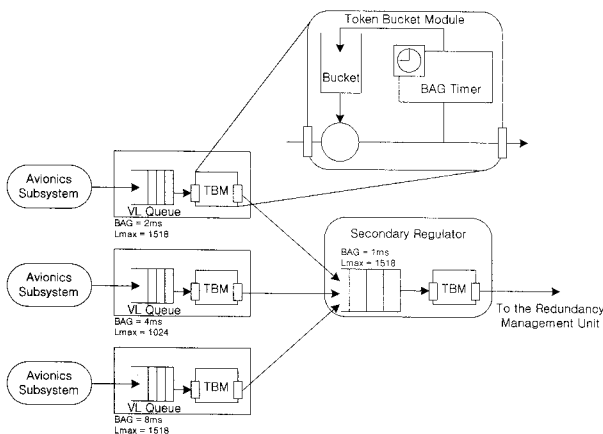 Token Bucket Module
Bucket
BAG Timer
Avionics
Subsystem
TBM
VL Queue
BAG = 2ms
Lmax = 1518
Secondary Regulator
BAG = 1ms
Lmax = 1518
TBM
To the Redundancy
Management Unit
Avionics
Subsystem
TBM
VL Queue
BAG = 4ms
Lmax = 1024
Avionics
Subsystem
TBM
VL Queue
BAG = 8ms
Lmax = 1518